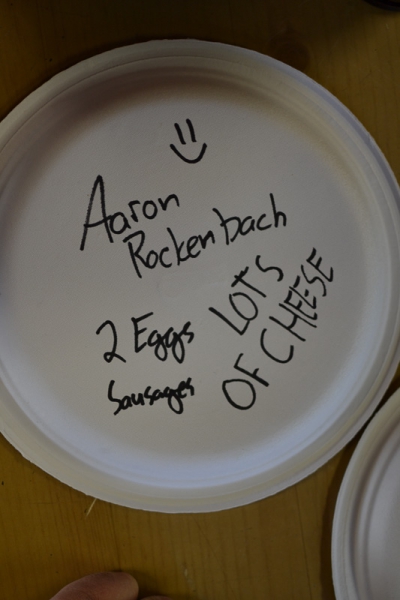 Aaron
Rockenbach
2 Eggs
Sausages
LOTS
OF CHEESE